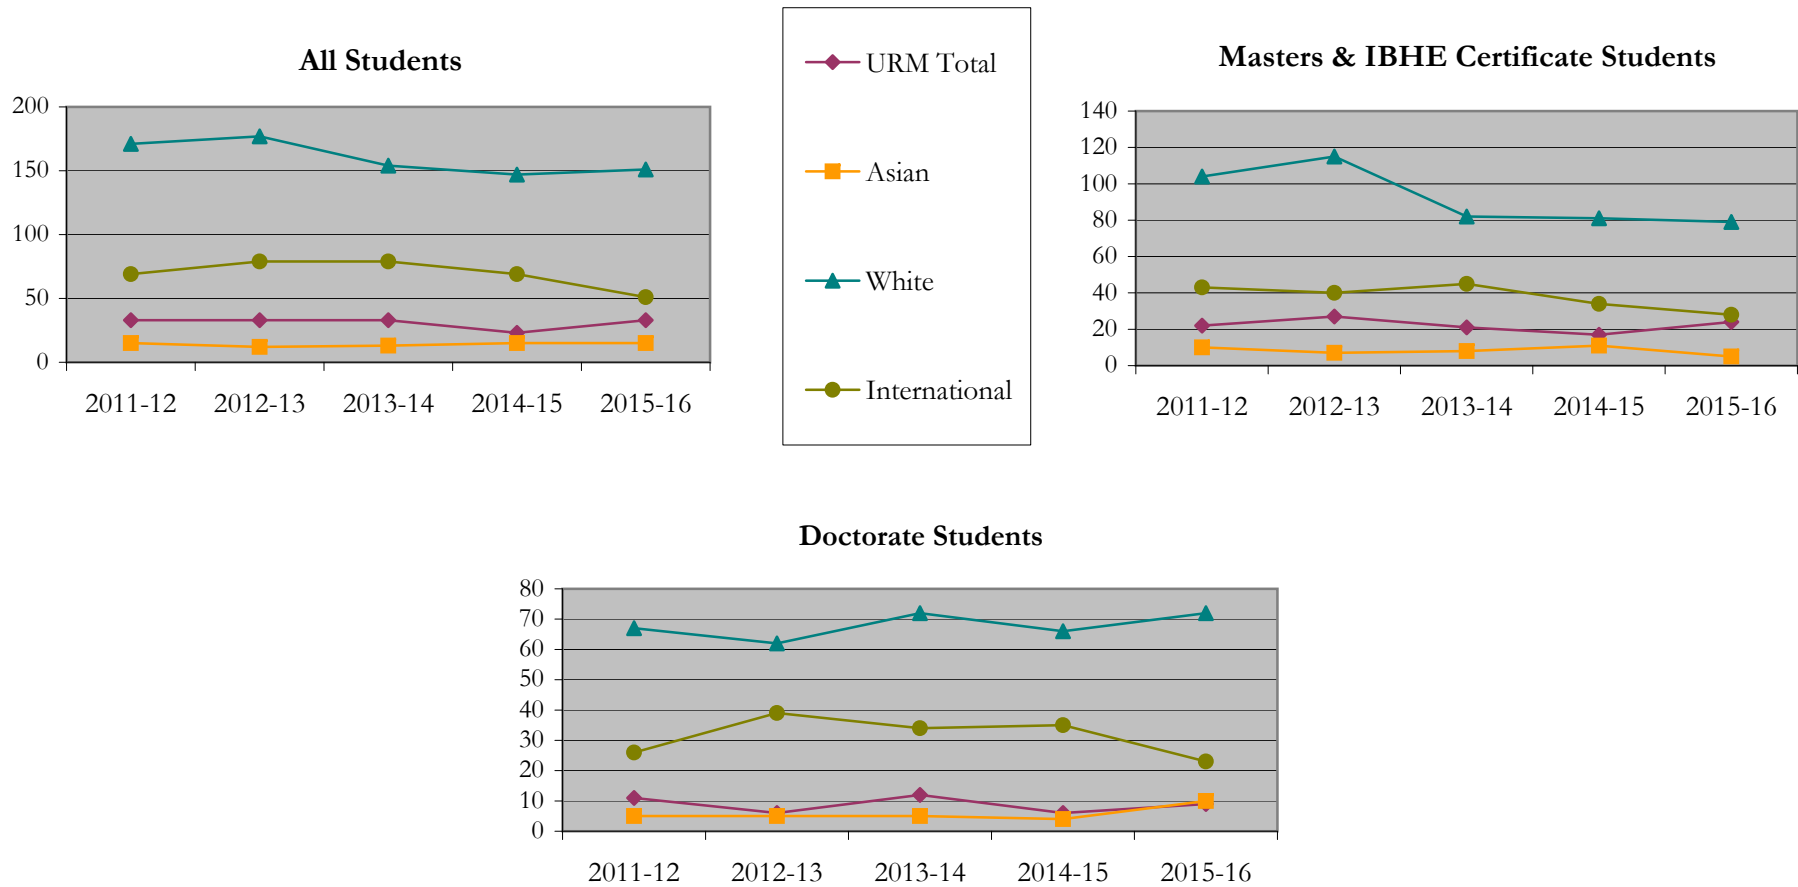 All Students
200
150
100
50
0
2011-12 2012-13 2013-14 2014-15 2015-16
URM Total
Asian
White
International
Masters & IBHE Certificate Students
140
120
100
80
60
40
20
0
2011-12 2012-13 2013-14 2014-15 2015-16
Doctorate Students
80
70
60
50
40
30
20
10
0
2011-12 2012-13 2013-14 2014-15 2015-16